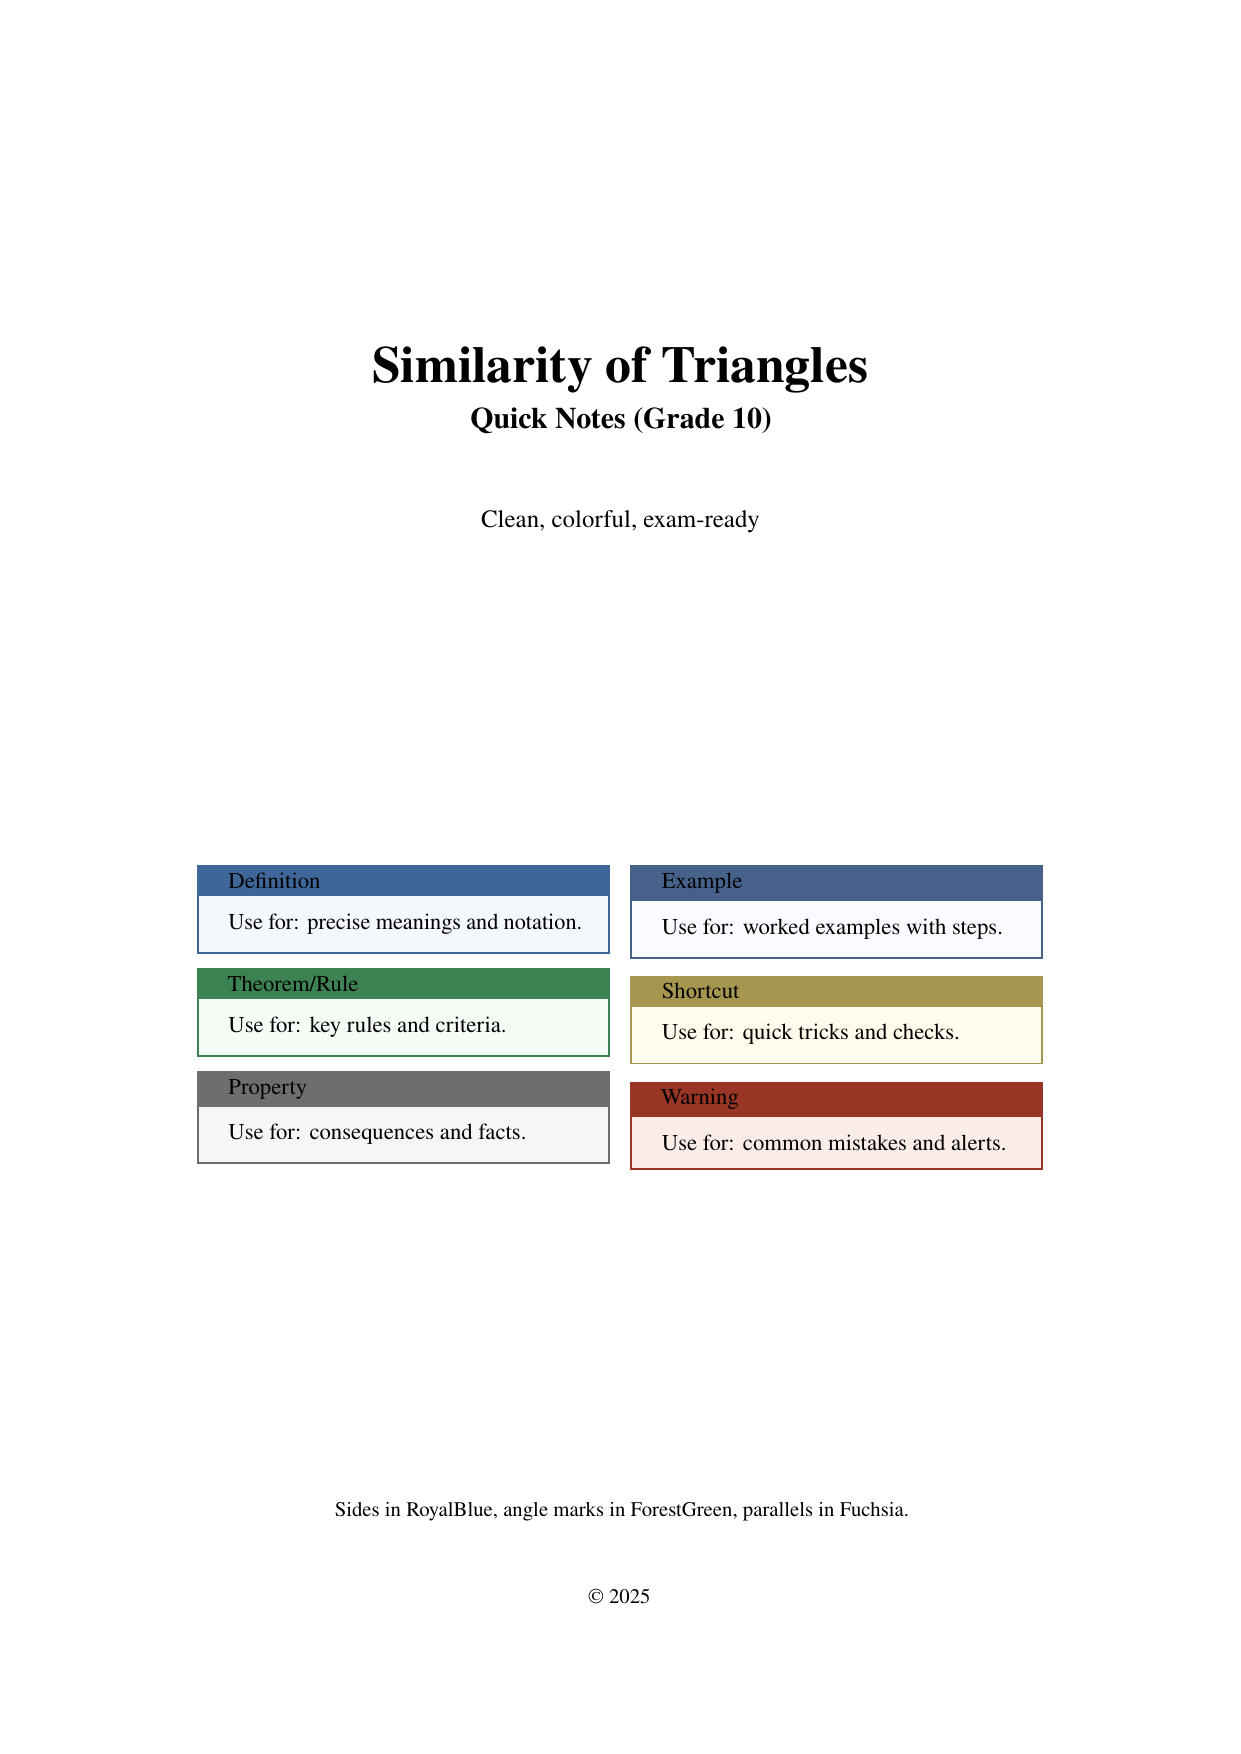 Similarity of Triangles
Quick Notes (Grade 10)
Clean, colorful, exam-ready
Definition
Use for: precise meanings and notation.
Theorem/Rule
Use for: key rules and criteria.
Property
Use for: consequences and facts.
Example
Use for: worked examples with steps.
Shortcut
Use for: quick tricks and checks.
Warning
Use for: common mistakes and alerts.
Sides in RoyalBlue, angle marks in ForestGreen, parallels in Fuchsia.
© 2025